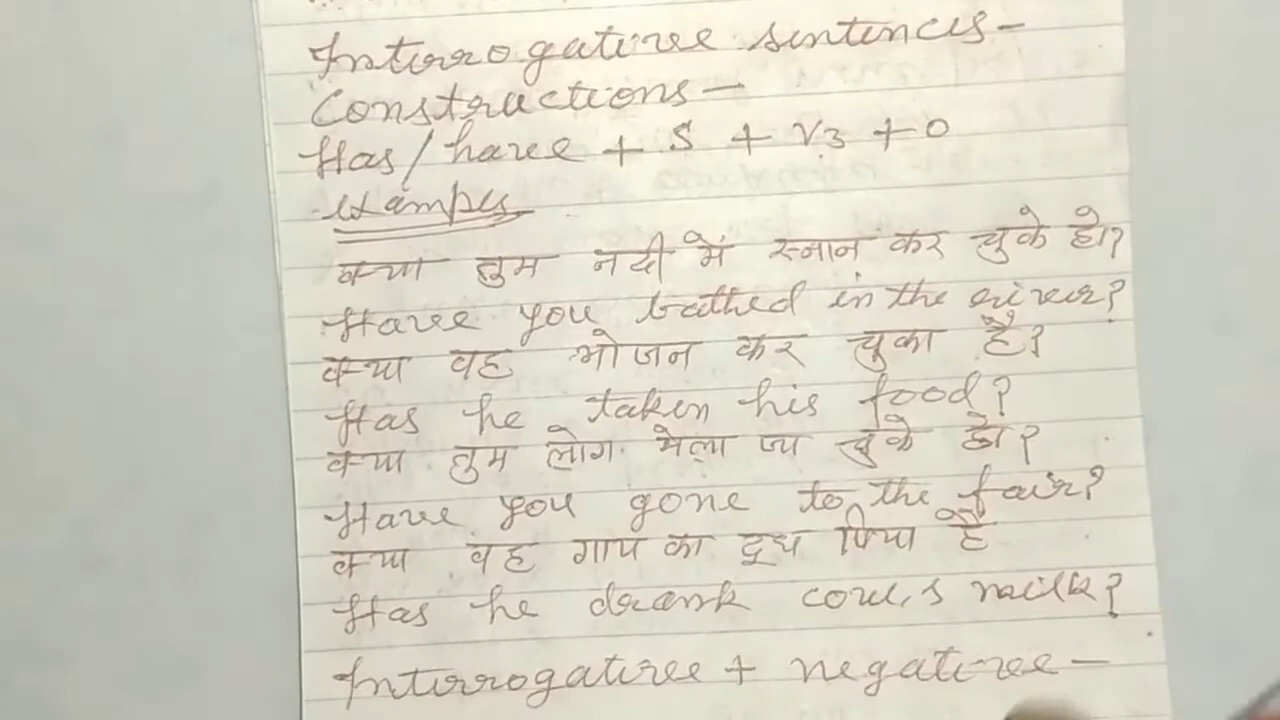 Interrogative sentences-
Constructions-
Has/have + S + V3 + O
Exampes
क्या तुम नदी में स्नान कर चुके हो?
Have you bathed in the river?
क्या वह भोजन कर चुका है?
Has he taken his food?
क्या तुम लोग मेला जा चुके हो?
Have you gone to the fair?
क्या वह गाय का दूध पिया है
Has he drank cow,s milk?
Interrogative + negative-